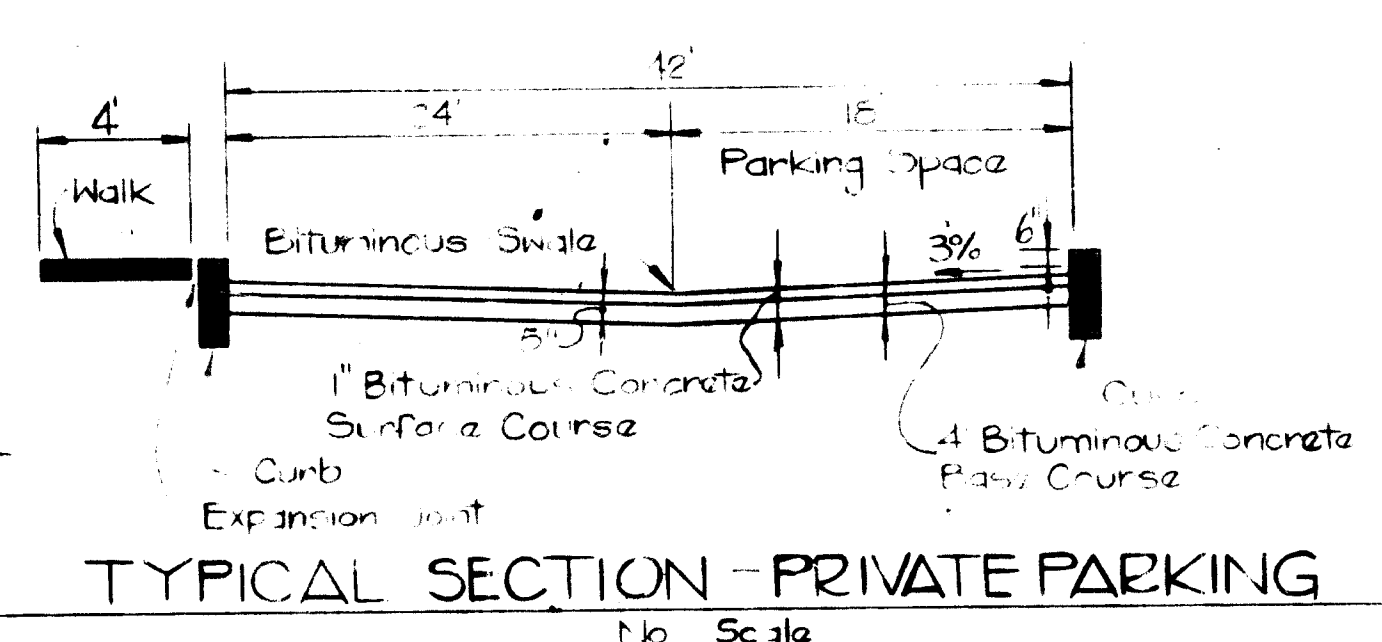 42'
4'
24'
18'
Parking Space
Walk
Bituminous Swale
3%
6"
5"
1" Bituminous Concrete
Surface Course
Curb
4" Bituminous Concrete
Base Course
Curb
Expansion Joint
TYPICAL SECTION - PRIVATE PARKING
No Scale